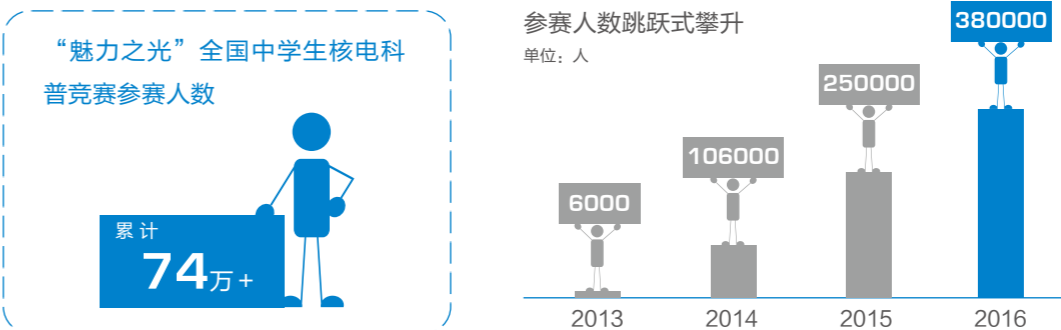 “魅力之光”全国中学生核电科
普竞赛参赛人数
累计
74万+
参赛人数跳跃式攀升
单位：人
6000
106000
250000
380000
2013
2014
2015
2016